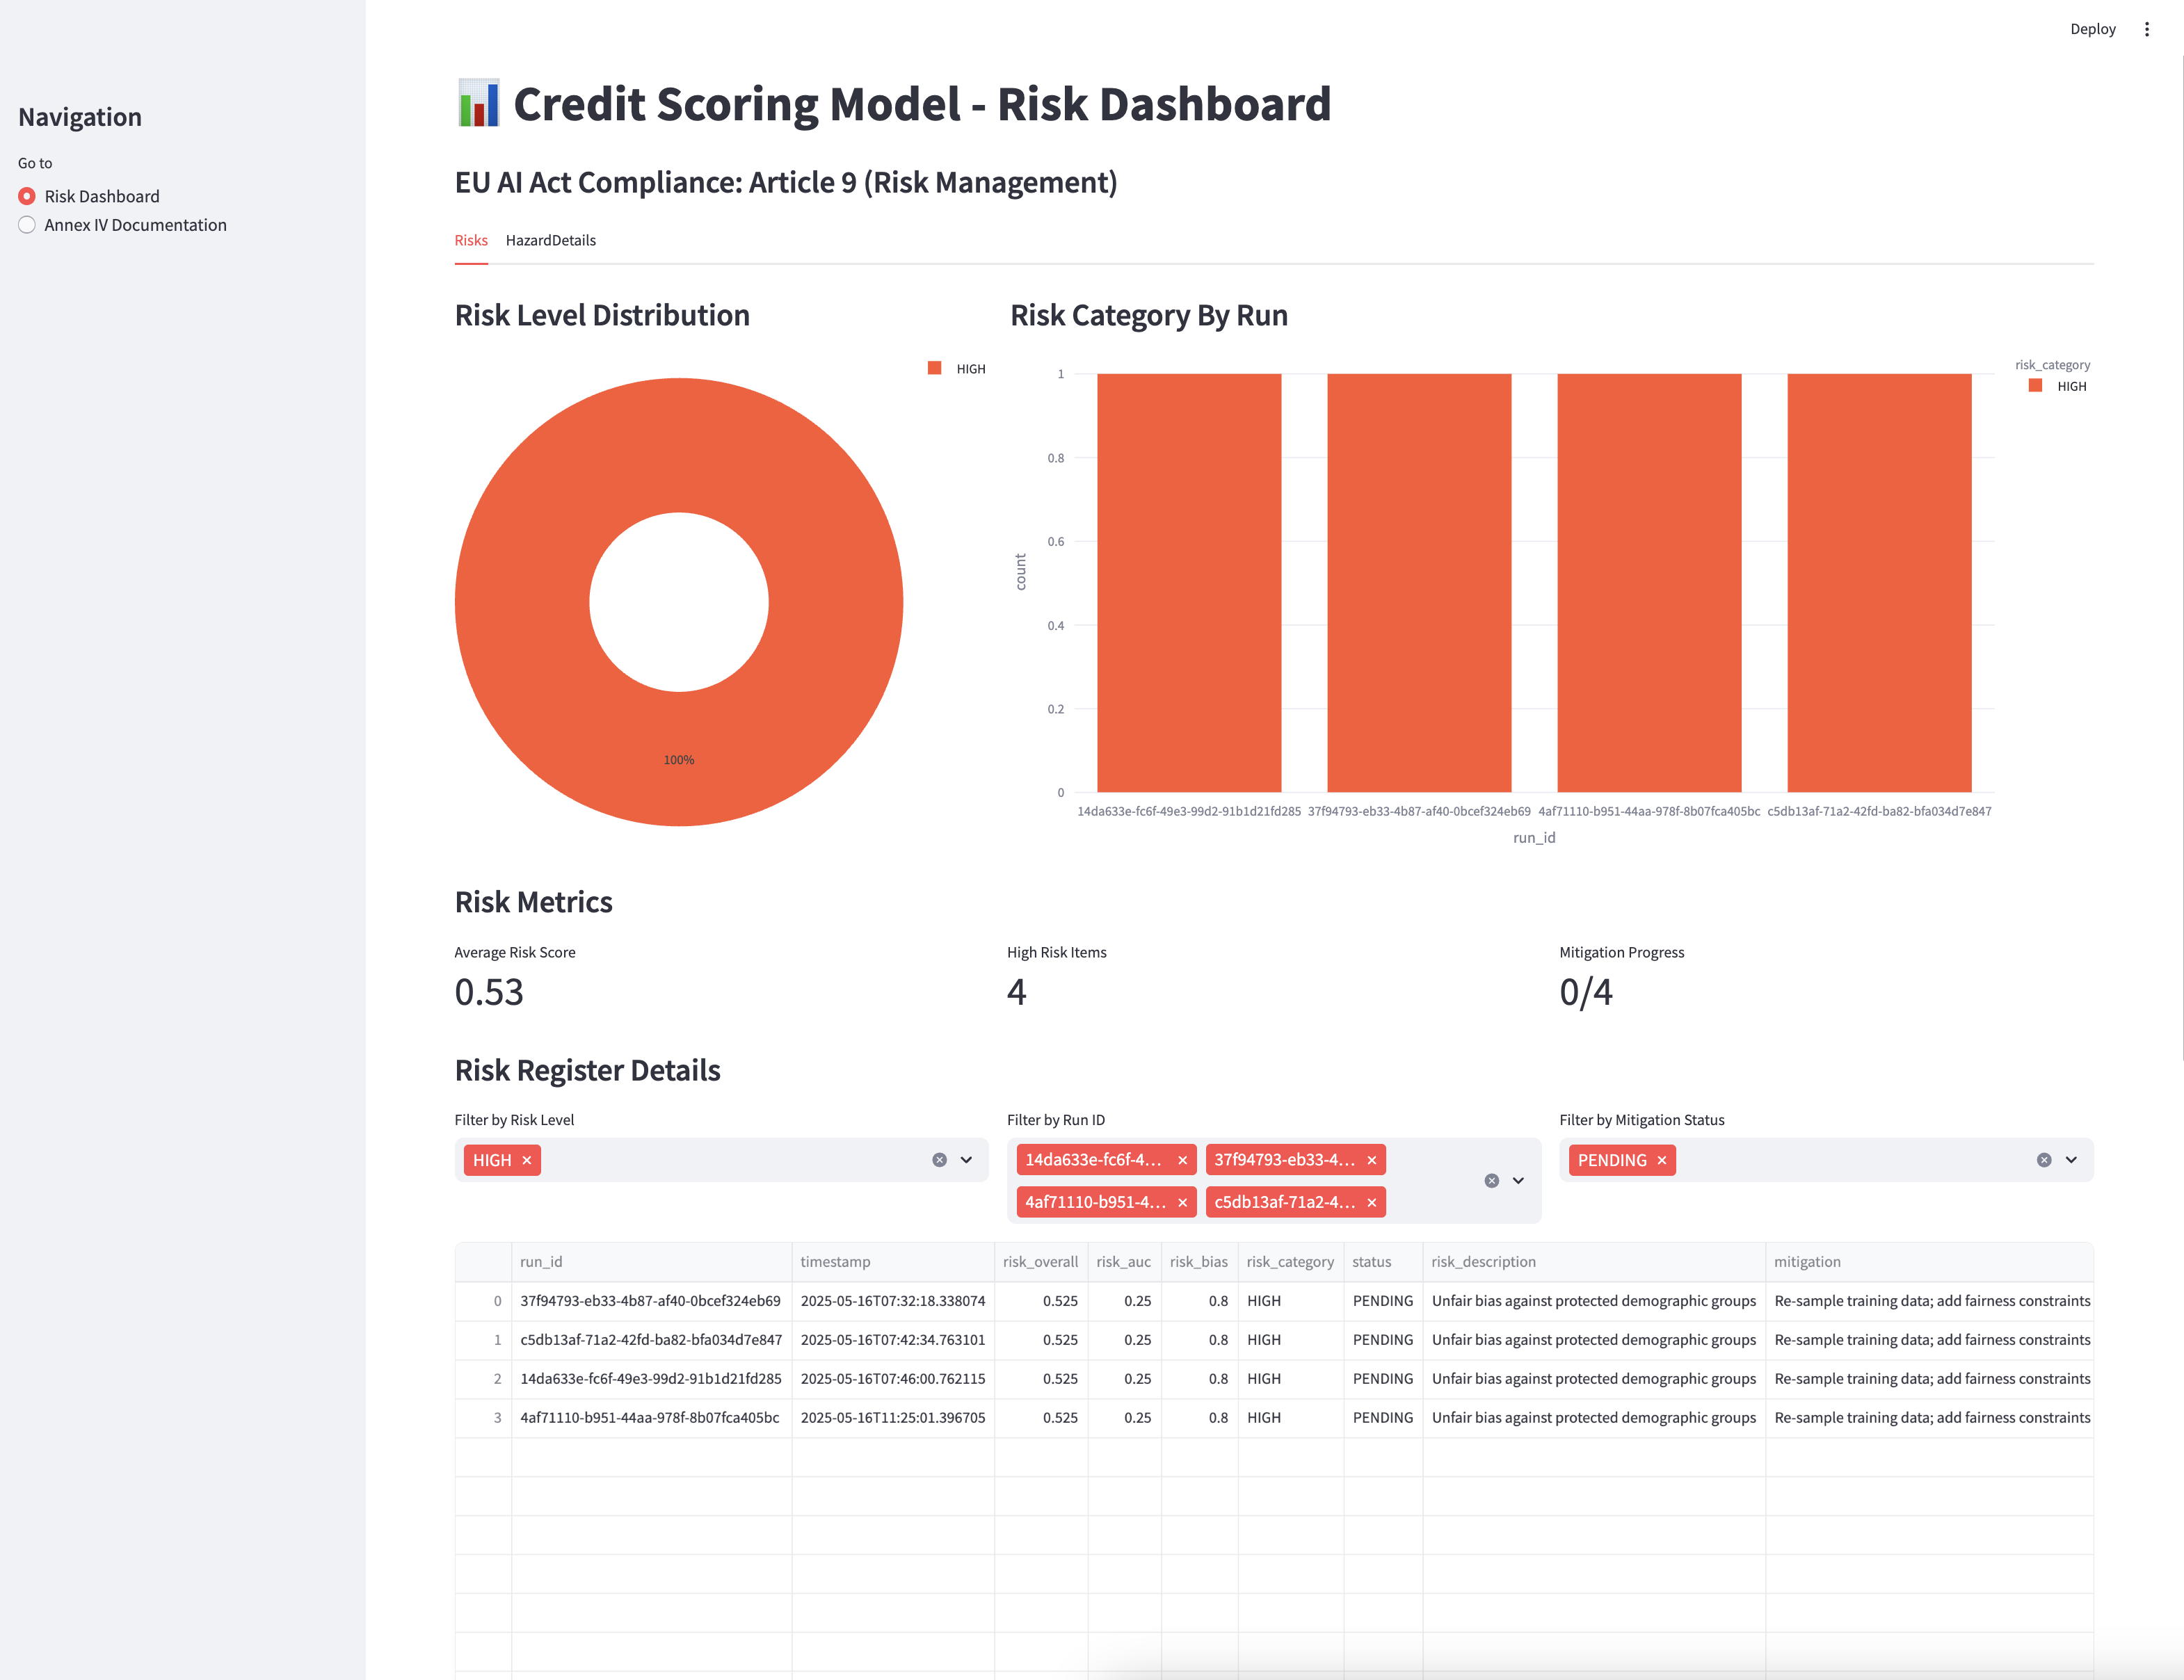 Deploy
Navigation
Go to
Risk Dashboard
Annex IV Documentation
Credit Scoring Model - Risk Dashboard
EU AI Act Compliance: Article 9 (Risk Management)
Risks HazardDetails
Risk Level Distribution
HIGH
100%
Risk Category By Run
risk_category
HIGH
count
1
0.8
0.6
0.4
0.2
0
14da633e-fc6f-49e3-99d2-91b1d21fd285 37f94793-eb33-4b87-af40-0bcef324eb69 4af71110-b951-44aa-978f-8b07fca405bc c5db13af-71a2-42fd-ba82-bfa034d7e847
run_id
Risk Metrics
Average Risk Score
0.53
High Risk Items
4
Mitigation Progress
0/4
Risk Register Details
Filter by Risk Level
HIGH
Filter by Run ID
14da633e-fc6f-4… 37f94793-eb33-4…
4af71110-b951-4… c5db13af-71a2-4…
Filter by Mitigation Status
PENDING
run_id timestamp risk_overall risk_auc risk_bias risk_category status risk_description mitigation
0 37f94793-eb33-4b87-af40-0bcef324eb69 2025-05-16T07:32:18.338074 0.525 0.25 0.8 HIGH PENDING Unfair bias against protected demographic groups Re-sample training data; add fairness constraints
1 c5db13af-71a2-42fd-ba82-bfa034d7e847 2025-05-16T07:42:34.763101 0.525 0.25 0.8 HIGH PENDING Unfair bias against protected demographic groups Re-sample training data; add fairness constraints
2 14da633e-fc6f-49e3-99d2-91b1d21fd285 2025-05-16T07:46:00.762115 0.525 0.25 0.8 HIGH PENDING Unfair bias against protected demographic groups Re-sample training data; add fairness constraints
3 4af71110-b951-44aa-978f-8b07fca405bc 2025-05-16T11:25:01.396705 0.525 0.25 0.8 HIGH PENDING Unfair bias against protected demographic groups Re-sample training data; add fairness constraints